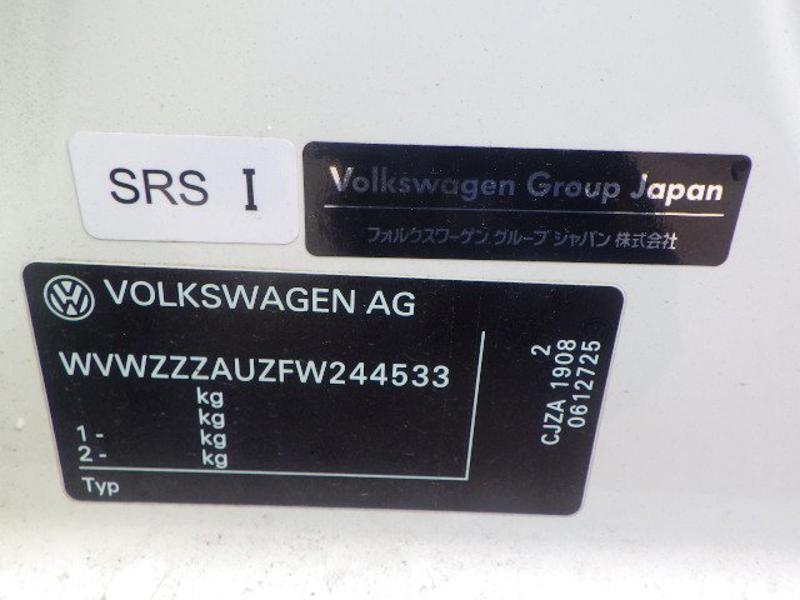 SRS I
Volkswagen Group Japan
フォルクスワーゲン グループ ジャパン 株式会社
VOLKSWAGEN AG
WVWZZZAUZFW244533
kg
kg
1 - kg
2 - kg
Typ
2
CJZA 1908
0612725